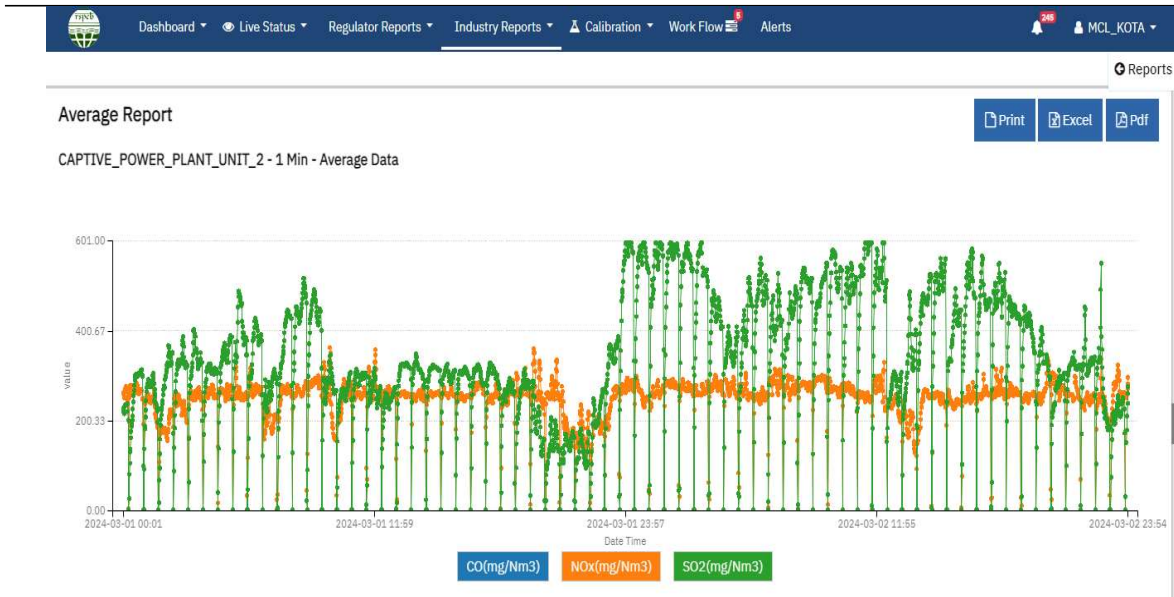 rspcb
Dashboard Live Status Regulator Reports Industry Reports Calibration Work Flow 5 Alerts 245 MCL_KOTA
Reports
Average Report
Print Excel Pdf
CAPTIVE_POWER_PLANT_UNIT_2 - 1 Min - Average Data
601.00
400.67
value
200.33
0.00
2024-03-01 00:01 2024-03-01 11:59 2024-03-01 23:57 2024-03-02 11:55 2024-03-02 23:54
Date Time
CO(mg/Nm3) NOx(mg/Nm3) SO2(mg/Nm3)